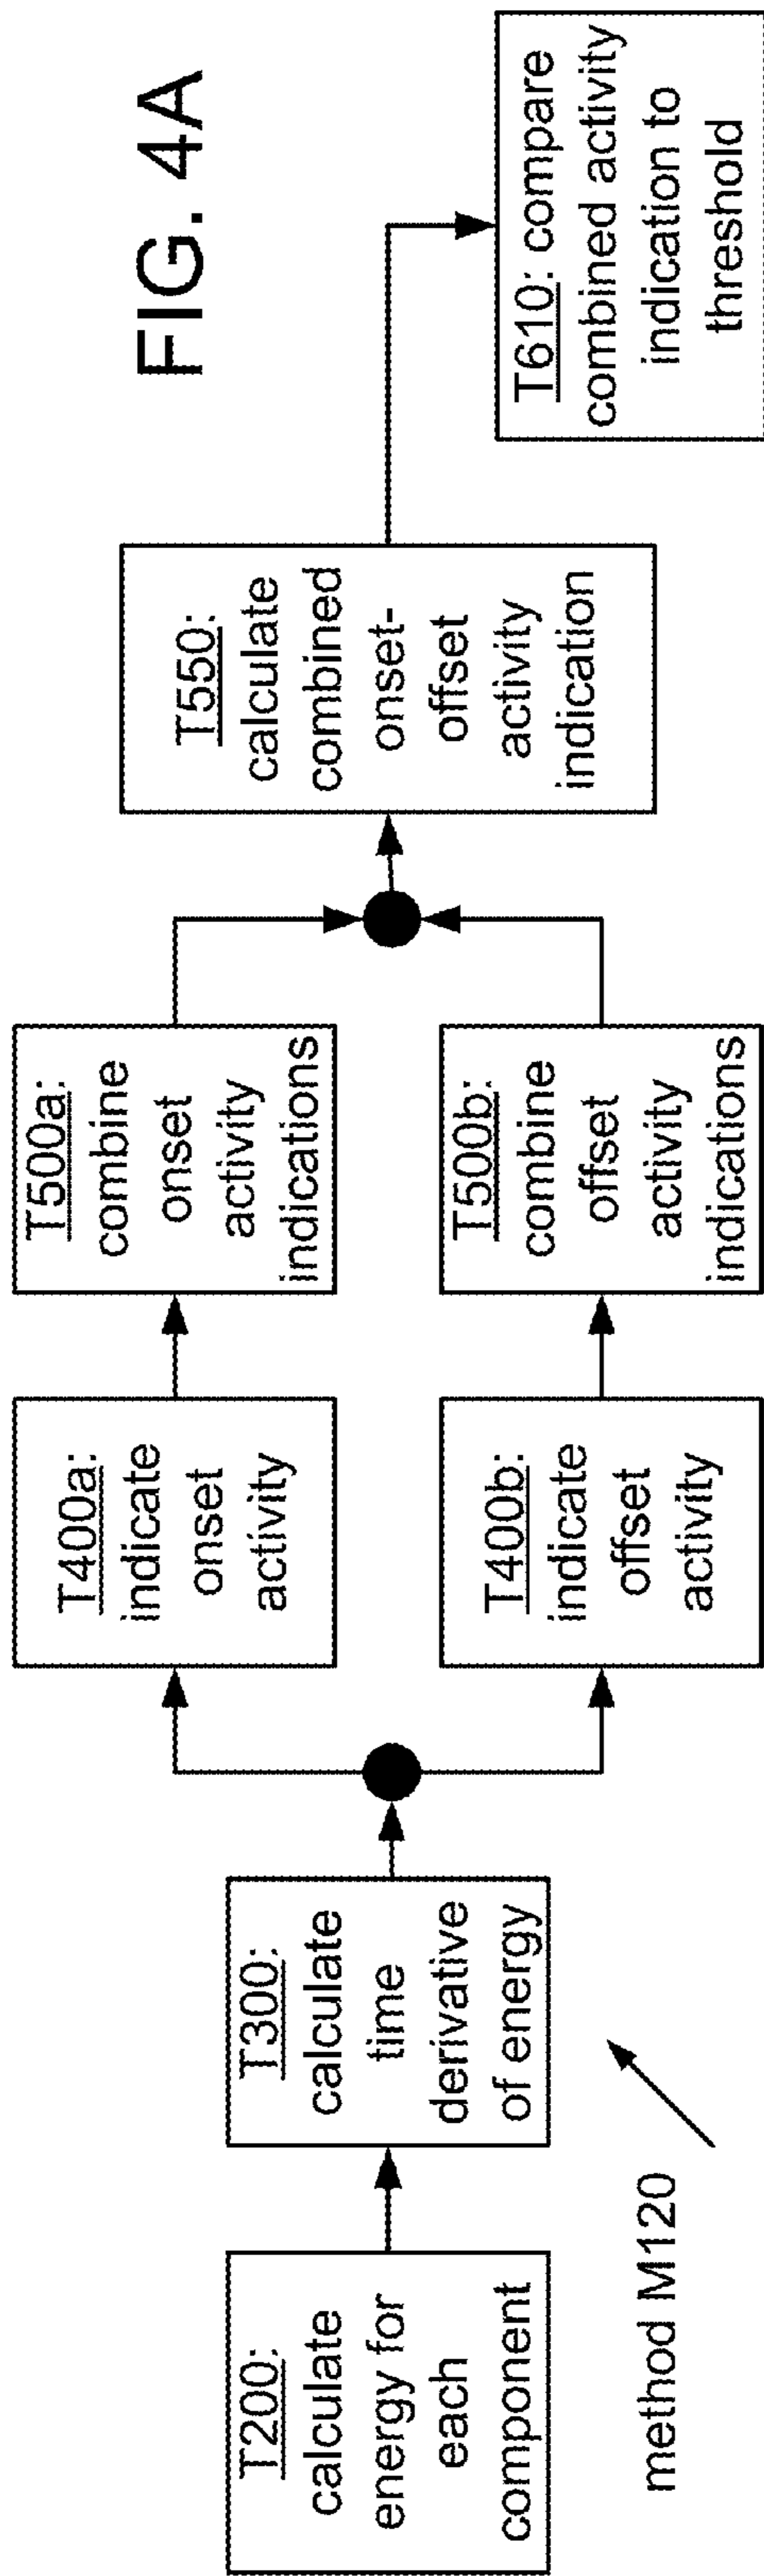 FIG. 4A
T200:
calculate
energy for
each
component
T300:
calculate
time
derivative
of energy
T400a:
indicate
onset
activity
T500a:
combine
onset
activity
indications
T400b:
indicate
offset
activity
T500b:
combine
offset
activity
indications
T550:
calculate
combined
onset-
offset
activity
indication
T610: compare
combined activity
indication to
threshold
method M120